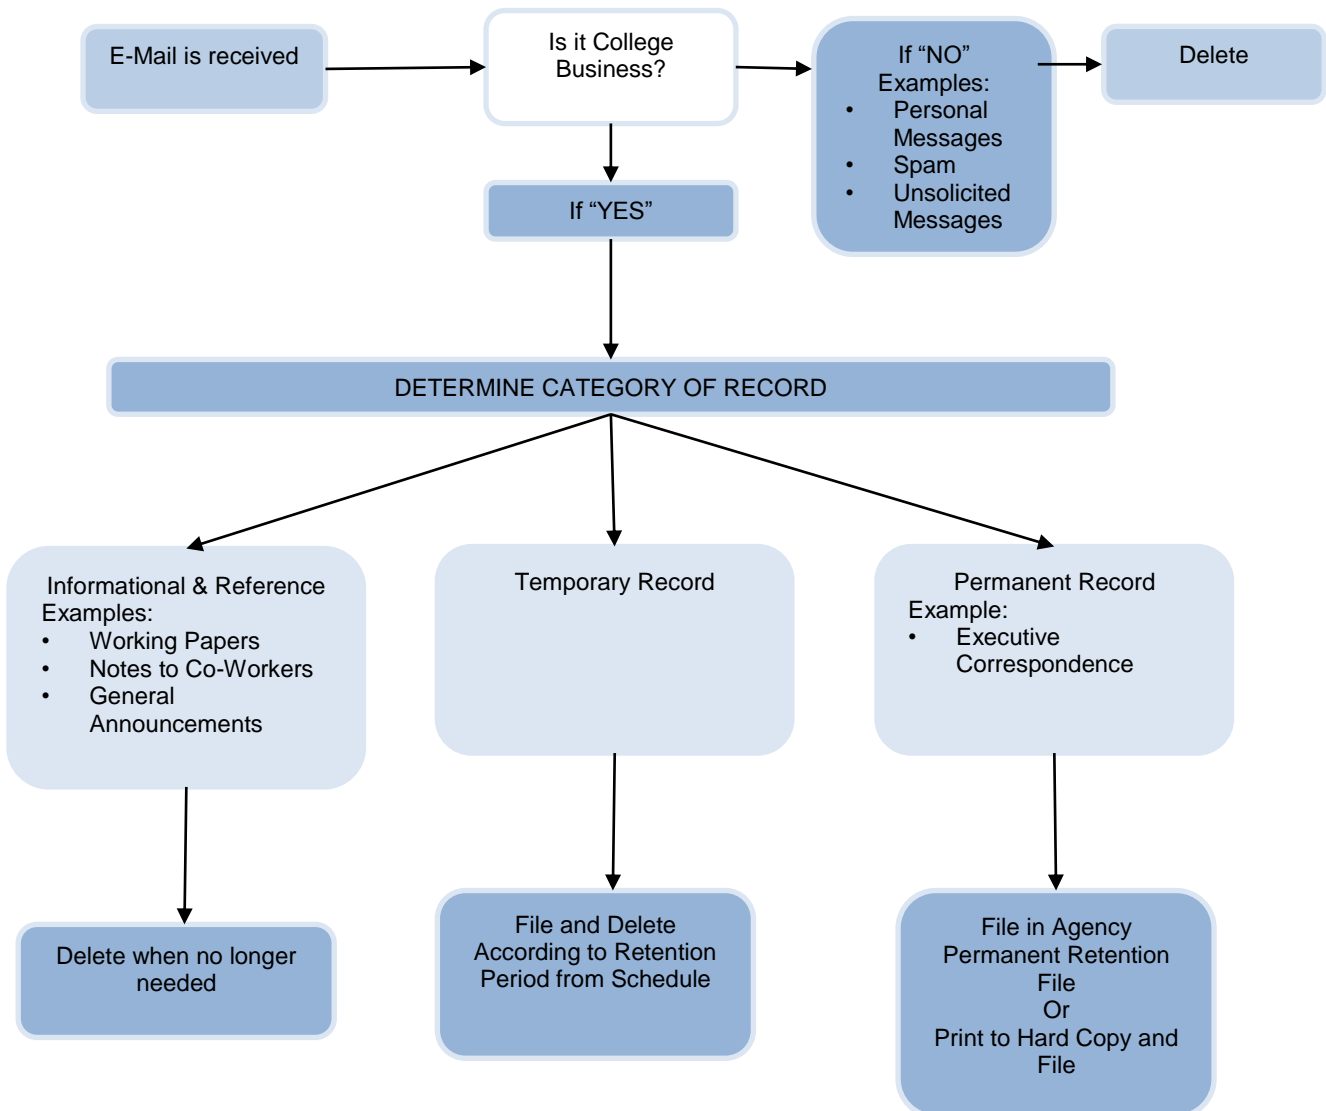 E-Mail is received
Is it College
Business?
If “NO”
Examples:
• Personal
Messages
• Spam
• Unsolicited
Messages
Delete
If “YES”
DETERMINE CATEGORY OF RECORD
Informational & Reference
Examples:
• Working Papers
• Notes to Co-Workers
• General
Announcements
Temporary Record
Permanent Record
Example:
• Executive
Correspondence
Delete when no longer
needed
File and Delete
According to Retention
Period from Schedule
File in Agency
Permanent Retention
File
Or
Print to Hard Copy and
File